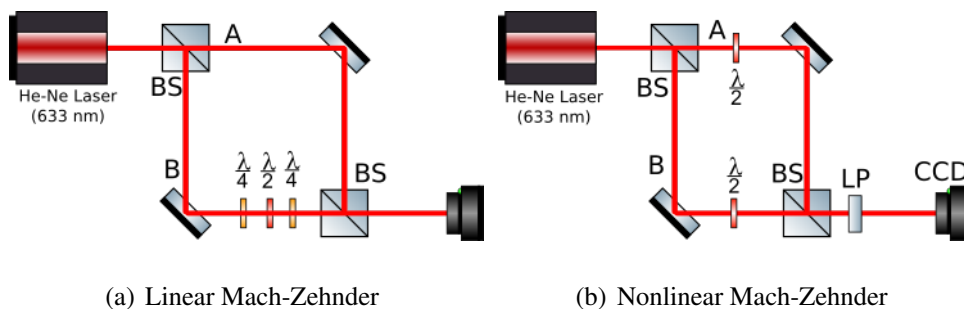 A
BS
He-Ne Laser
(633 nm)
B
λ/4 λ/2 λ/4
BS
(a) Linear Mach-Zehnder
A
BS
λ/2
He-Ne Laser
(633 nm)
B
λ/2
BS
LP
CCD
(b) Nonlinear Mach-Zehnder